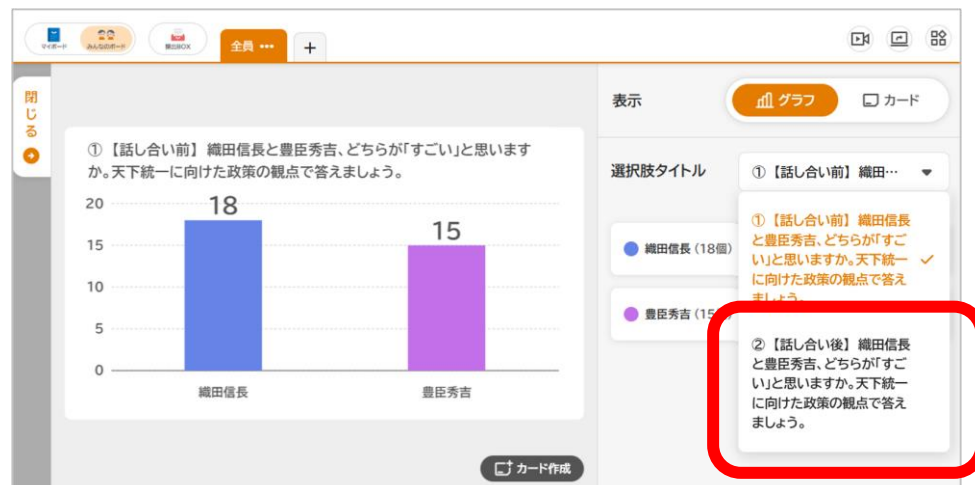 マイボード
みんなのボード
提出BOX
全員 •••
+
閉じる
①【話し合い前】織田信長と豊臣秀吉、どちらが「すごい」と思います
か。天下統一に向けた政策の観点で答えましょう。
20
15
10
5
0
18
15
織田信長
豊臣秀吉
カード作成
表示
グラフ
カード
選択肢タイトル
①【話し合い前】織田…
織田信長(18個)
豊臣秀吉(15
①【話し合い前】織田信長
と豊臣秀吉、どちらが「すご
い」と思いますか。天下統一
に向けた政策の観点で答え
ましょう。
②【話し合い後】織田信長
と豊臣秀吉、どちらが「すご
い」と思いますか。天下統一
に向けた政策の観点で答え
ましょう。